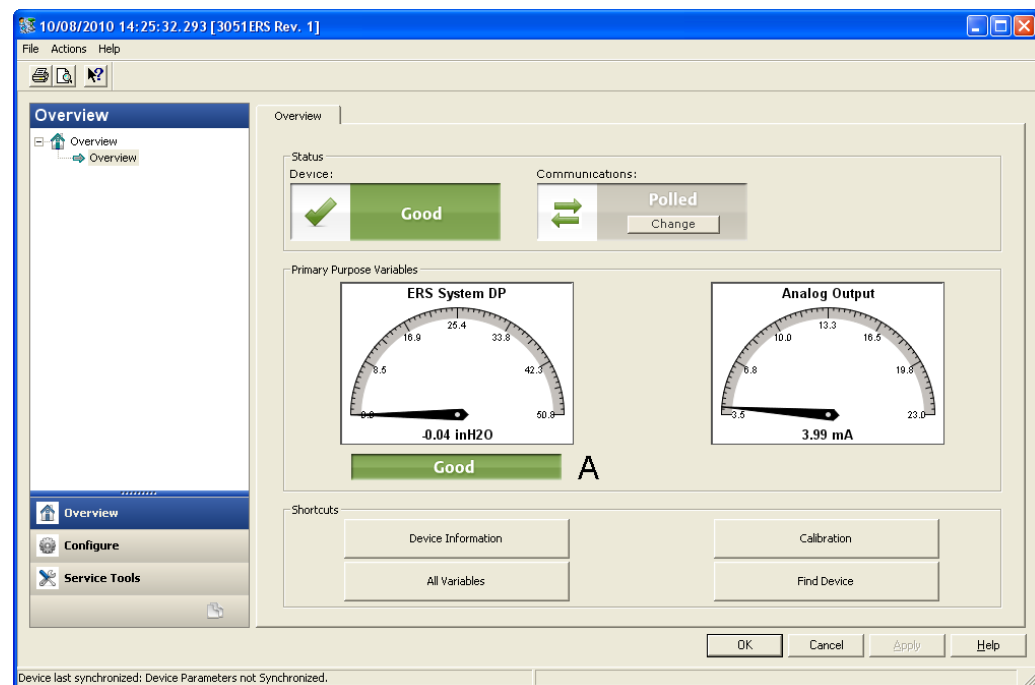 10/08/2010 14:25:32.293 [3051ERS Rev. 1]
File Actions Help
Overview
Overview
Overview
Overview
Configure
Service Tools
Overview
Status
Device:
Good
Communications:
Polled
Change
Primary Purpose Variables
ERS System DP
0.0
8.5
16.9
25.4
33.8
42.3
50.8
-0.04 inH2O
Good
A
Analog Output
3.5
6.8
10.0
13.3
16.5
19.8
23.0
3.99 mA
Shortcuts
Device Information
Calibration
All Variables
Find Device
OK Cancel Apply Help
Device last synchronized: Device Parameters not Synchronized.